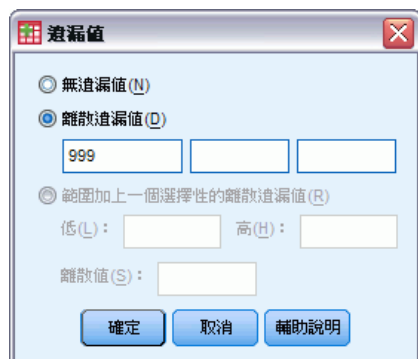 遺漏值
無遺漏值(N)
離散遺漏值(D)
999
範圍加上一個選擇性的離散遺漏值(R)
低(L)： 高(H)：
離散值(S)：
確定 取消 輔助說明